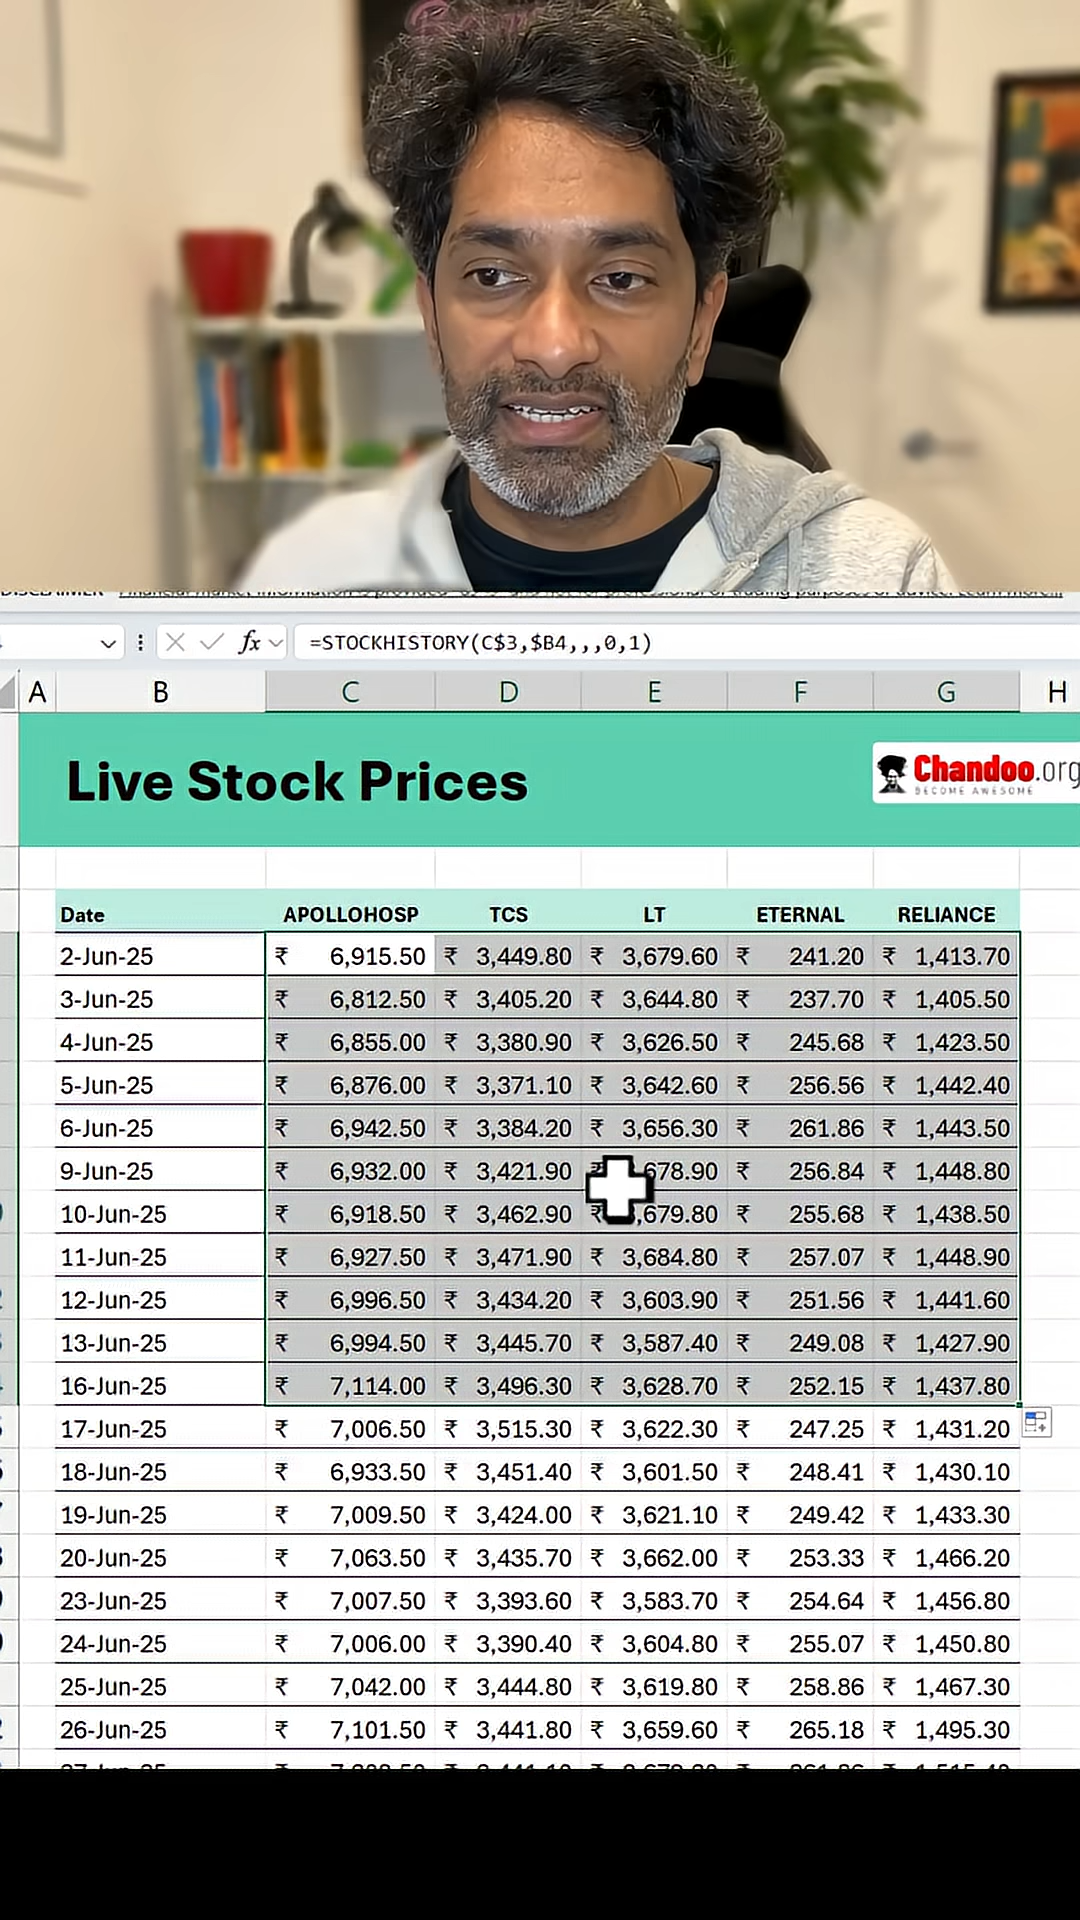 =STOCKHISTORY(C$3,$B4,,,0,1)
A B C D E F G H
Live Stock Prices
Chandoo.org
BECOME AWESOME
Date APOLLOHOSP TCS LT ETERNAL RELIANCE
2-Jun-25 ₹ 6,915.50 ₹ 3,449.80 ₹ 3,679.60 ₹ 241.20 ₹ 1,413.70
3-Jun-25 ₹ 6,812.50 ₹ 3,405.20 ₹ 3,644.80 ₹ 237.70 ₹ 1,405.50
4-Jun-25 ₹ 6,855.00 ₹ 3,380.90 ₹ 3,626.50 ₹ 245.68 ₹ 1,423.50
5-Jun-25 ₹ 6,876.00 ₹ 3,371.10 ₹ 3,642.60 ₹ 256.56 ₹ 1,442.40
6-Jun-25 ₹ 6,942.50 ₹ 3,384.20 ₹ 3,656.30 ₹ 261.86 ₹ 1,443.50
9-Jun-25 ₹ 6,932.00 ₹ 3,421.90 678.90 ₹ 256.84 ₹ 1,448.80
10-Jun-25 ₹ 6,918.50 ₹ 3,462.90 ₹ ,679.80 ₹ 255.68 ₹ 1,438.50
11-Jun-25 ₹ 6,927.50 ₹ 3,471.90 ₹ 3,684.80 ₹ 257.07 ₹ 1,448.90
12-Jun-25 ₹ 6,996.50 ₹ 3,434.20 ₹ 3,603.90 ₹ 251.56 ₹ 1,441.60
13-Jun-25 ₹ 6,994.50 ₹ 3,445.70 ₹ 3,587.40 ₹ 249.08 ₹ 1,427.90
16-Jun-25 ₹ 7,114.00 ₹ 3,496.30 ₹ 3,628.70 ₹ 252.15 ₹ 1,437.80
17-Jun-25 ₹ 7,006.50 ₹ 3,515.30 ₹ 3,622.30 ₹ 247.25 ₹ 1,431.20
18-Jun-25 ₹ 6,933.50 ₹ 3,451.40 ₹ 3,601.50 ₹ 248.41 ₹ 1,430.10
19-Jun-25 ₹ 7,009.50 ₹ 3,424.00 ₹ 3,621.10 ₹ 249.42 ₹ 1,433.30
20-Jun-25 ₹ 7,063.50 ₹ 3,435.70 ₹ 3,662.00 ₹ 253.33 ₹ 1,466.20
23-Jun-25 ₹ 7,007.50 ₹ 3,393.60 ₹ 3,583.70 ₹ 254.64 ₹ 1,456.80
24-Jun-25 ₹ 7,006.00 ₹ 3,390.40 ₹ 3,604.80 ₹ 255.07 ₹ 1,450.80
25-Jun-25 ₹ 7,042.00 ₹ 3,444.80 ₹ 3,619.80 ₹ 258.86 ₹ 1,467.30
26-Jun-25 ₹ 7,101.50 ₹ 3,441.80 ₹ 3,659.60 ₹ 265.18 ₹ 1,495.30